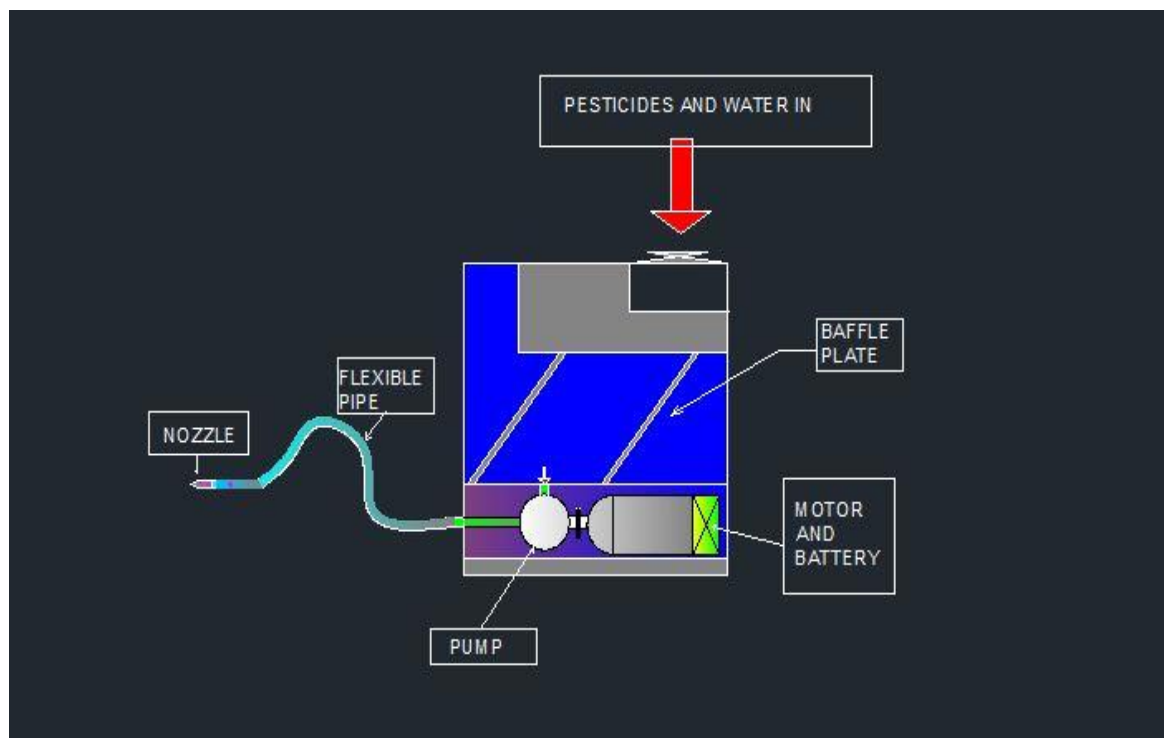 PESTICIDES AND WATER IN
BAFFLE
PLATE
FLEXIBLE
PIPE
NOZZLE
MOTOR
AND
BATTERY
PUMP